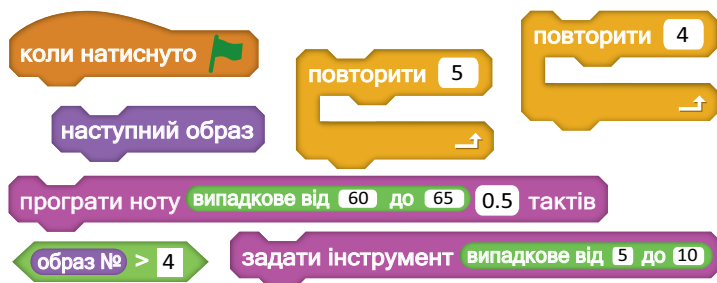 коли натиснуто
повторити 5
повторити 4
наступний образ
програти ноту випадкове від 60 до 65 0.5 тактів
образ № > 4
задати інструмент випадкове від 5 до 10